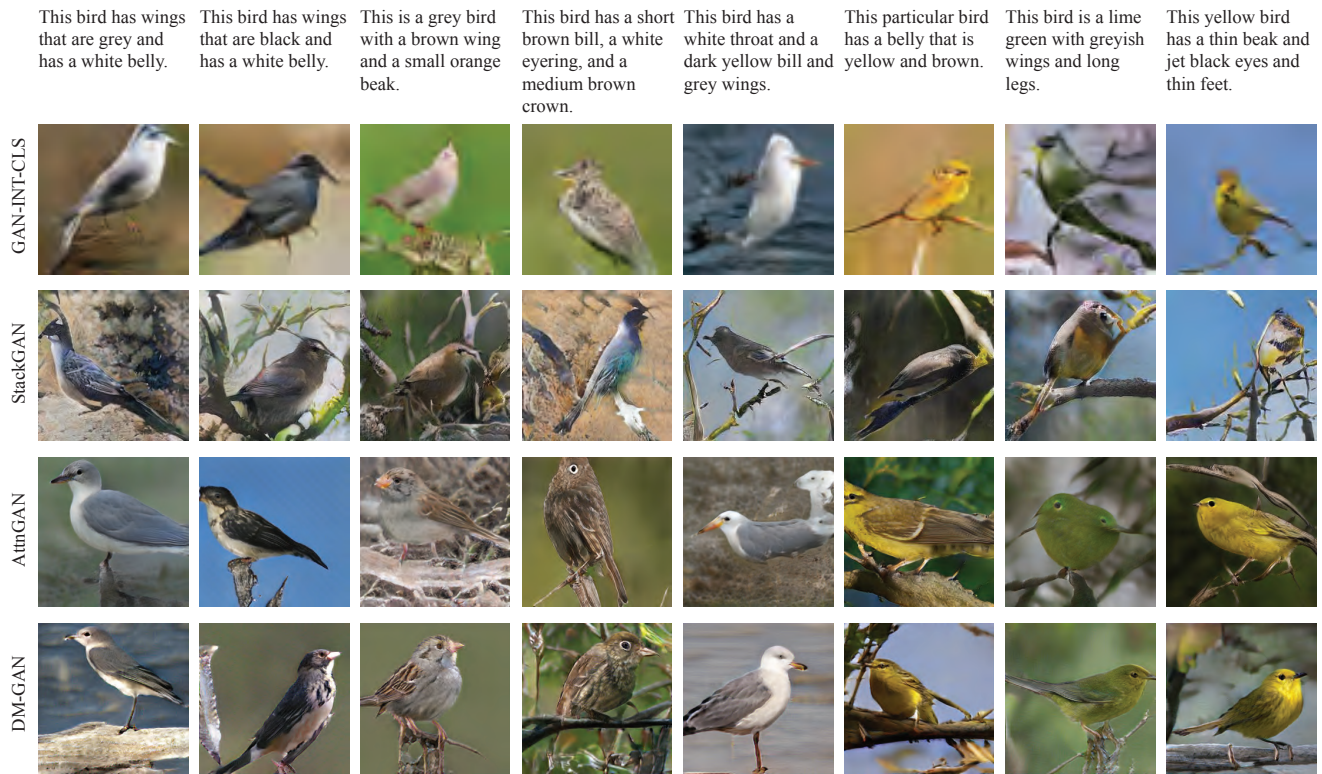 This bird has wings
that are grey and
has a white belly.
This bird has wings
that are black and
has a white belly.
This is a grey bird
with a brown wing
and a small orange
beak.
This bird has a short
brown bill, a white
eyering, and a
medium brown
crown.
This bird has a
white throat and a
dark yellow bill and
grey wings.
This particular bird
has a belly that is
yellow and brown.
This bird is a lime
green with greyish
wings and long
legs.
This yellow bird
has a thin beak and
jet black eyes and
thin feet.
GAN-INT-CLS
StackGAN
AttnGAN
DM-GAN